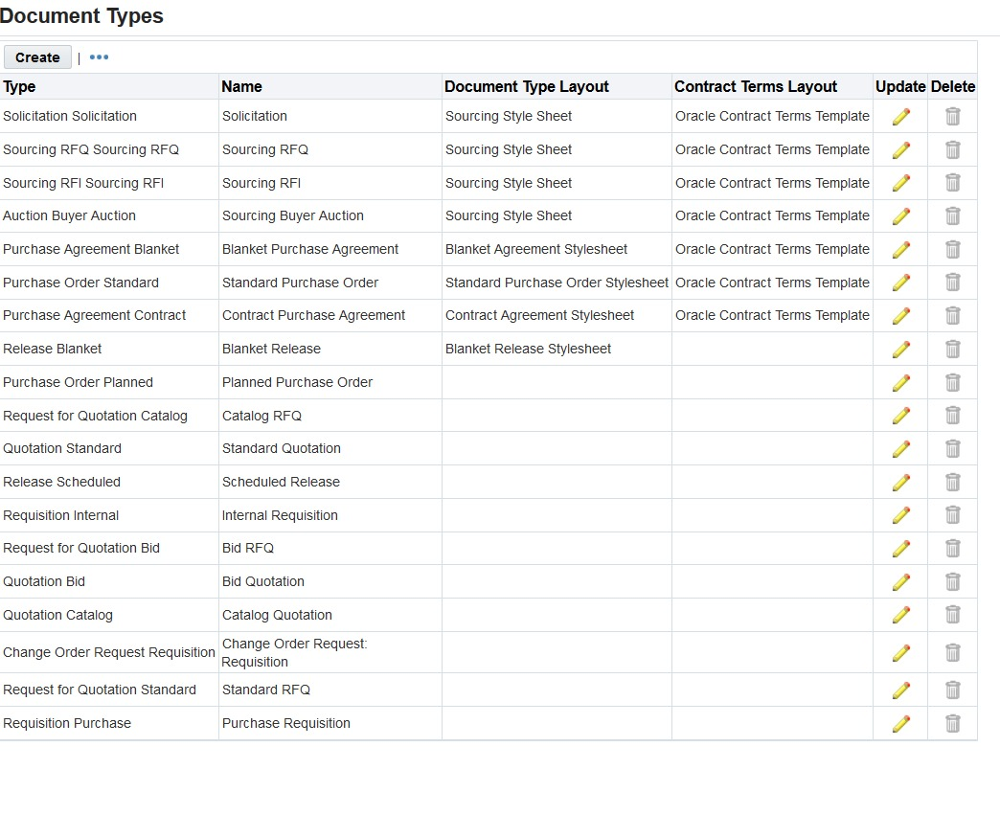 Document Types
Create | •••
Type Name Document Type Layout Contract Terms Layout Update Delete
Solicitation Solicitation Solicitation Sourcing Style Sheet Oracle Contract Terms Template
Sourcing RFQ Sourcing RFQ Sourcing RFQ Sourcing Style Sheet Oracle Contract Terms Template
Sourcing RFI Sourcing RFI Sourcing RFI Sourcing Style Sheet Oracle Contract Terms Template
Auction Buyer Auction Sourcing Buyer Auction Sourcing Style Sheet Oracle Contract Terms Template
Purchase Agreement Blanket Blanket Purchase Agreement Blanket Agreement Stylesheet Oracle Contract Terms Template
Purchase Order Standard Standard Purchase Order Standard Purchase Order Stylesheet Oracle Contract Terms Template
Purchase Agreement Contract Contract Purchase Agreement Contract Agreement Stylesheet Oracle Contract Terms Template
Release Blanket Blanket Release Blanket Release Stylesheet
Purchase Order Planned Planned Purchase Order
Request for Quotation Catalog Catalog RFQ
Quotation Standard Standard Quotation
Release Scheduled Scheduled Release
Requisition Internal Internal Requisition
Request for Quotation Bid Bid RFQ
Quotation Bid Bid Quotation
Quotation Catalog Catalog Quotation
Change Order Request Requisition Change Order Request:
Requisition
Request for Quotation Standard Standard RFQ
Requisition Purchase Purchase Requisition